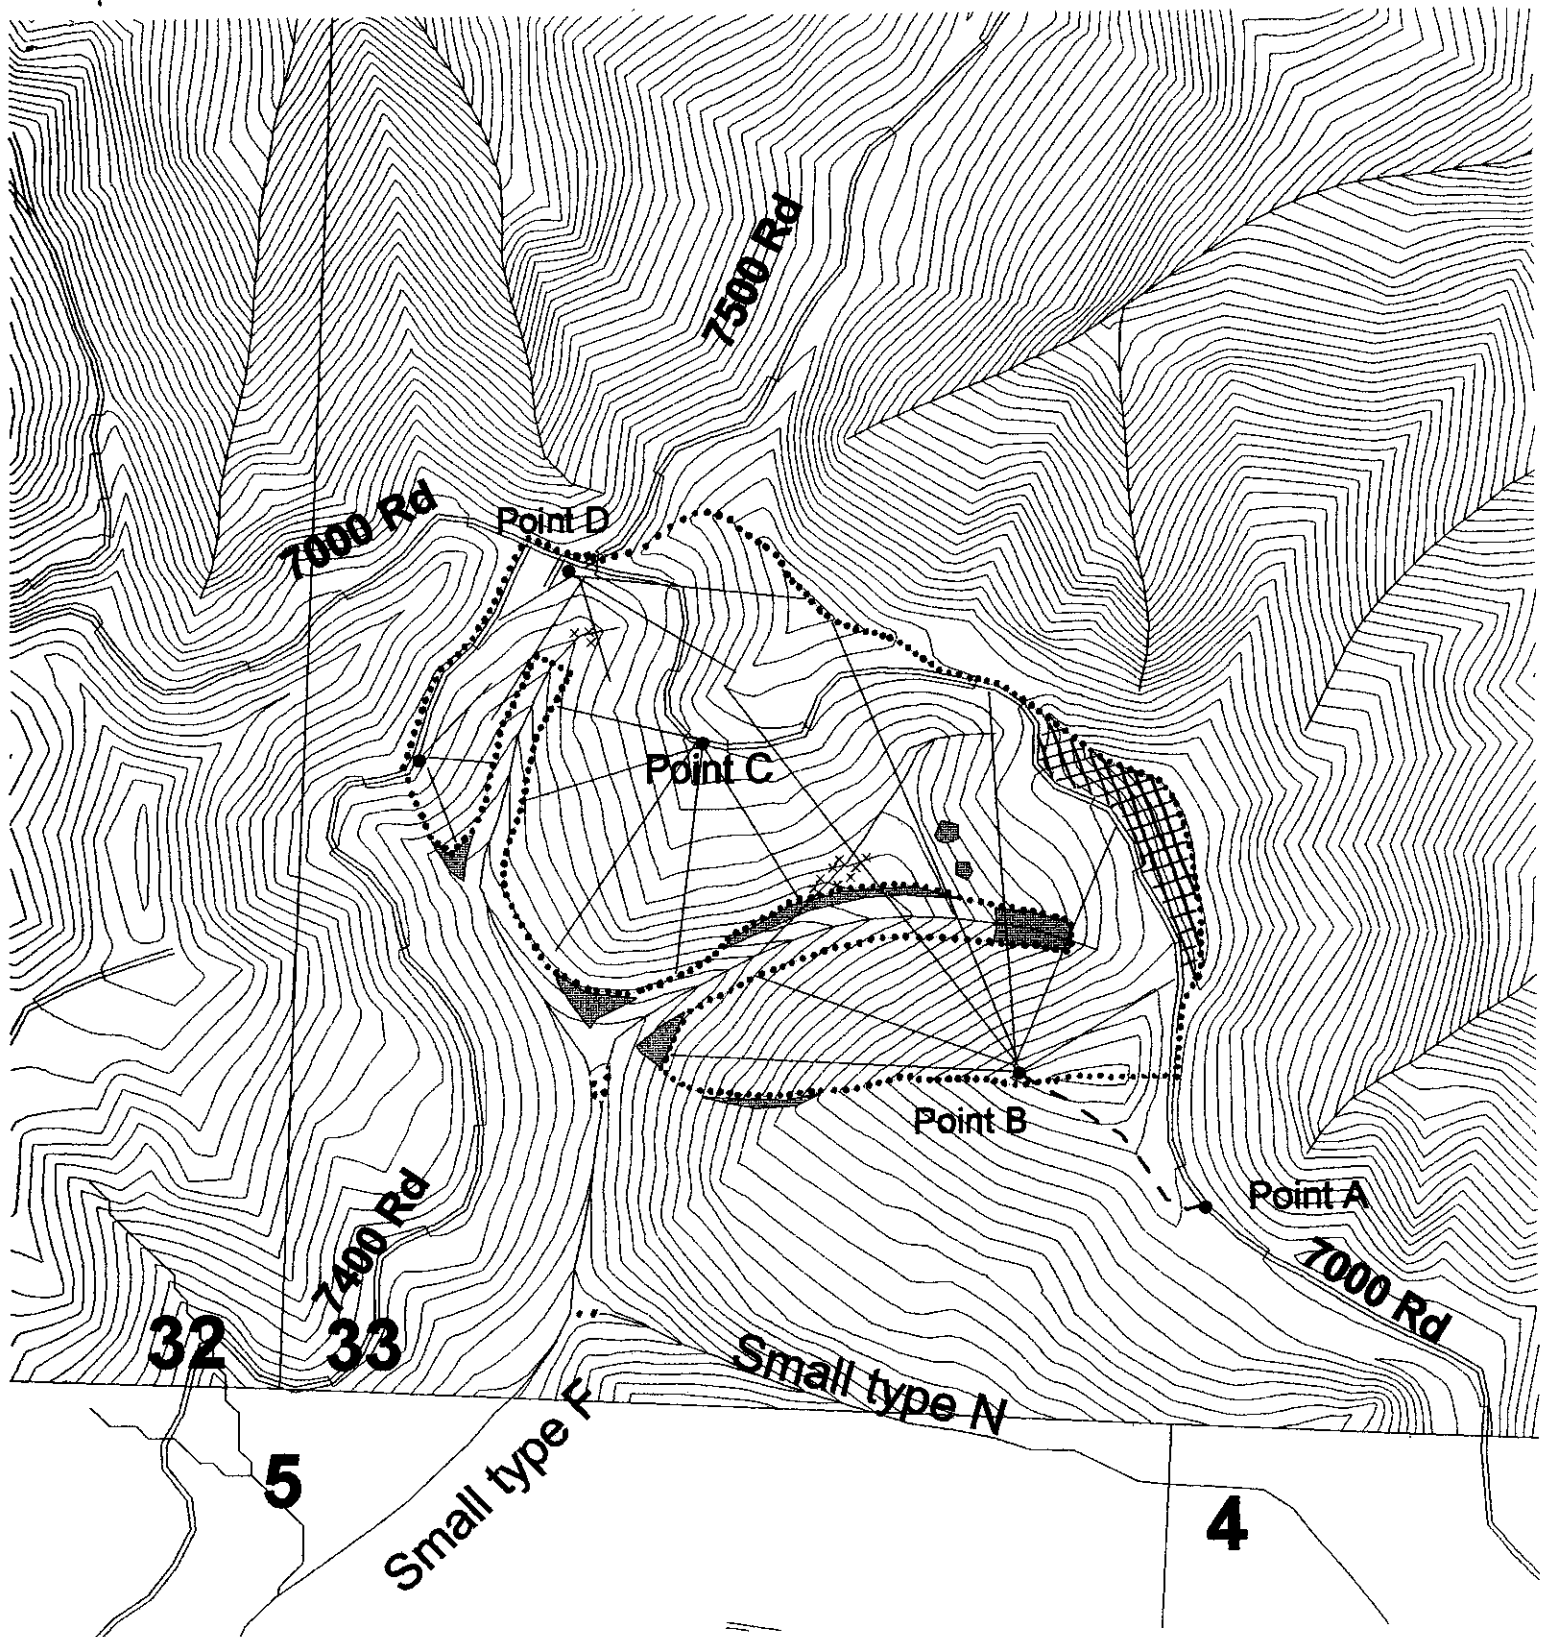 7500 Rd
7000 Rd
Point D
Point C
Point B
Point A
7400 Rd
7000 Rd
32
33
Small type N
Small type F
5
4